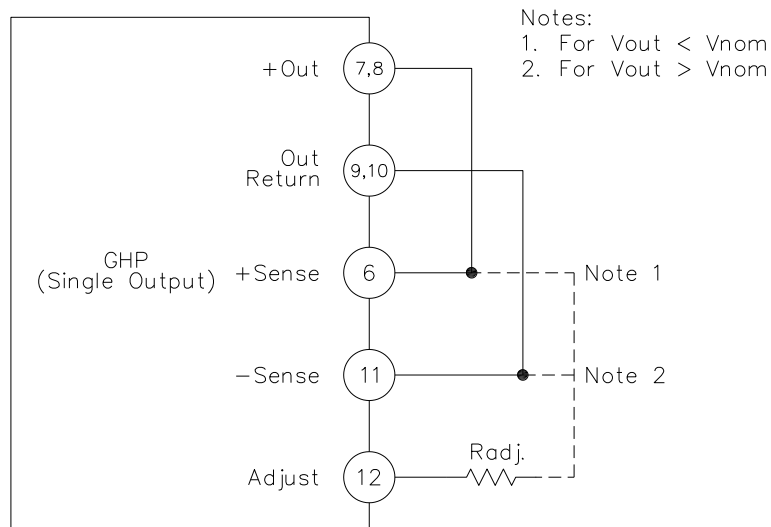 Notes:
1. For Vout < Vnom
2. For Vout > Vnom
+Out
7,8
Out
Return
9,10
GHP
(Single Output)
+Sense
6
Note 1
-Sense
11
Note 2
Adjust
12
Radj.